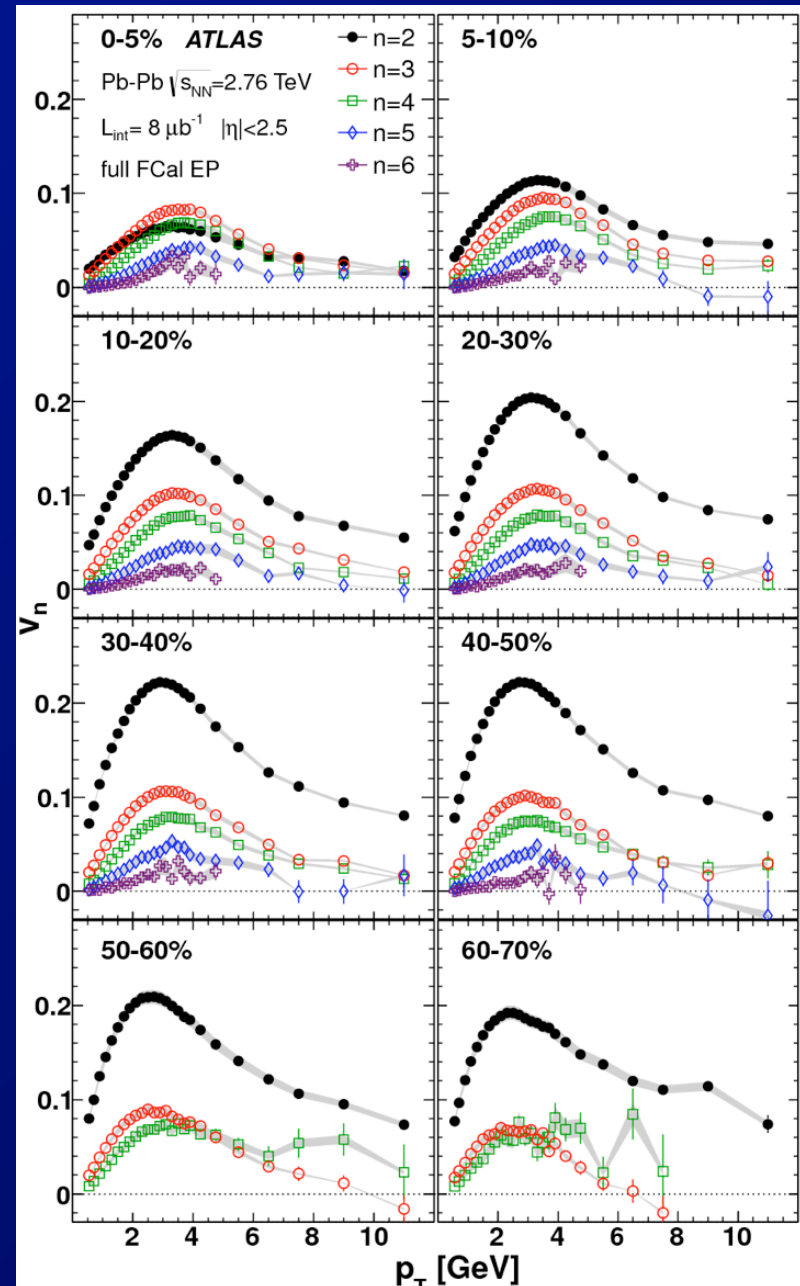 0-5% ATLAS
Pb-Pb √sNN=2.76 TeV
Lint= 8 μb-1 |η|<2.5
full FCal EP
n=2
n=3
n=4
n=5
n=6
5-10%
0.2
0.1
0
10-20%
20-30%
0.2
0.1
0
vn
30-40%
40-50%
0.2
0.1
0
50-60%
60-70%
0.2
0.1
0
2 4 6 8 10 2 4 6 8 10
pT [GeV]